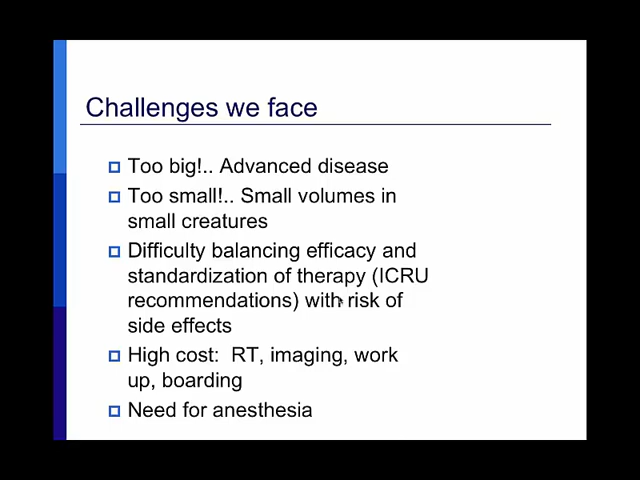 Challenges we face
Too big!.. Advanced disease
Too small!.. Small volumes in
small creatures
Difficulty balancing efficacy and
standardization of therapy (ICRU
recommendations) with risk of
side effects
High cost:  RT, imaging, work
up, boarding
Need for anesthesia